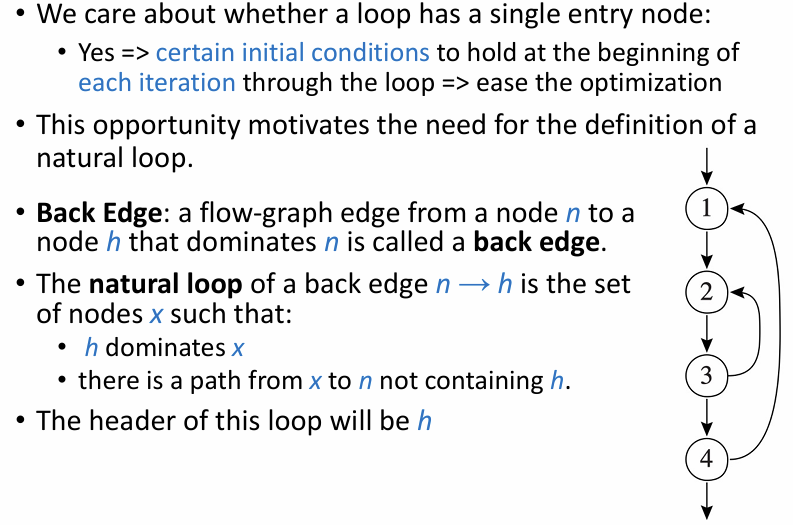 • We care about whether a loop has a single entry node:
• Yes => certain initial conditions to hold at the beginning of
each iteration through the loop => ease the optimization
• This opportunity motivates the need for the definition of a
natural loop.
• Back Edge: a flow-graph edge from a node n to a
node h that dominates n is called a back edge.
• The natural loop of a back edge n → h is the set
of nodes x such that:
• h dominates x
• there is a path from x to n not containing h.
• The header of this loop will be h
1
2
3
4